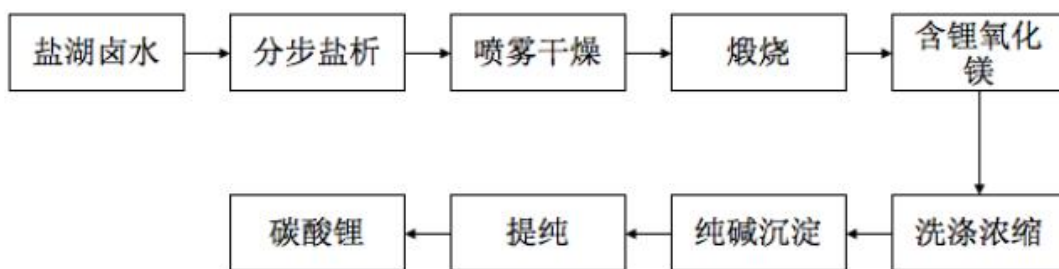 盐湖卤水
分步盐析
喷雾干燥
煅烧
含锂氧化
镁
洗涤浓缩
纯碱沉淀
提纯
碳酸锂